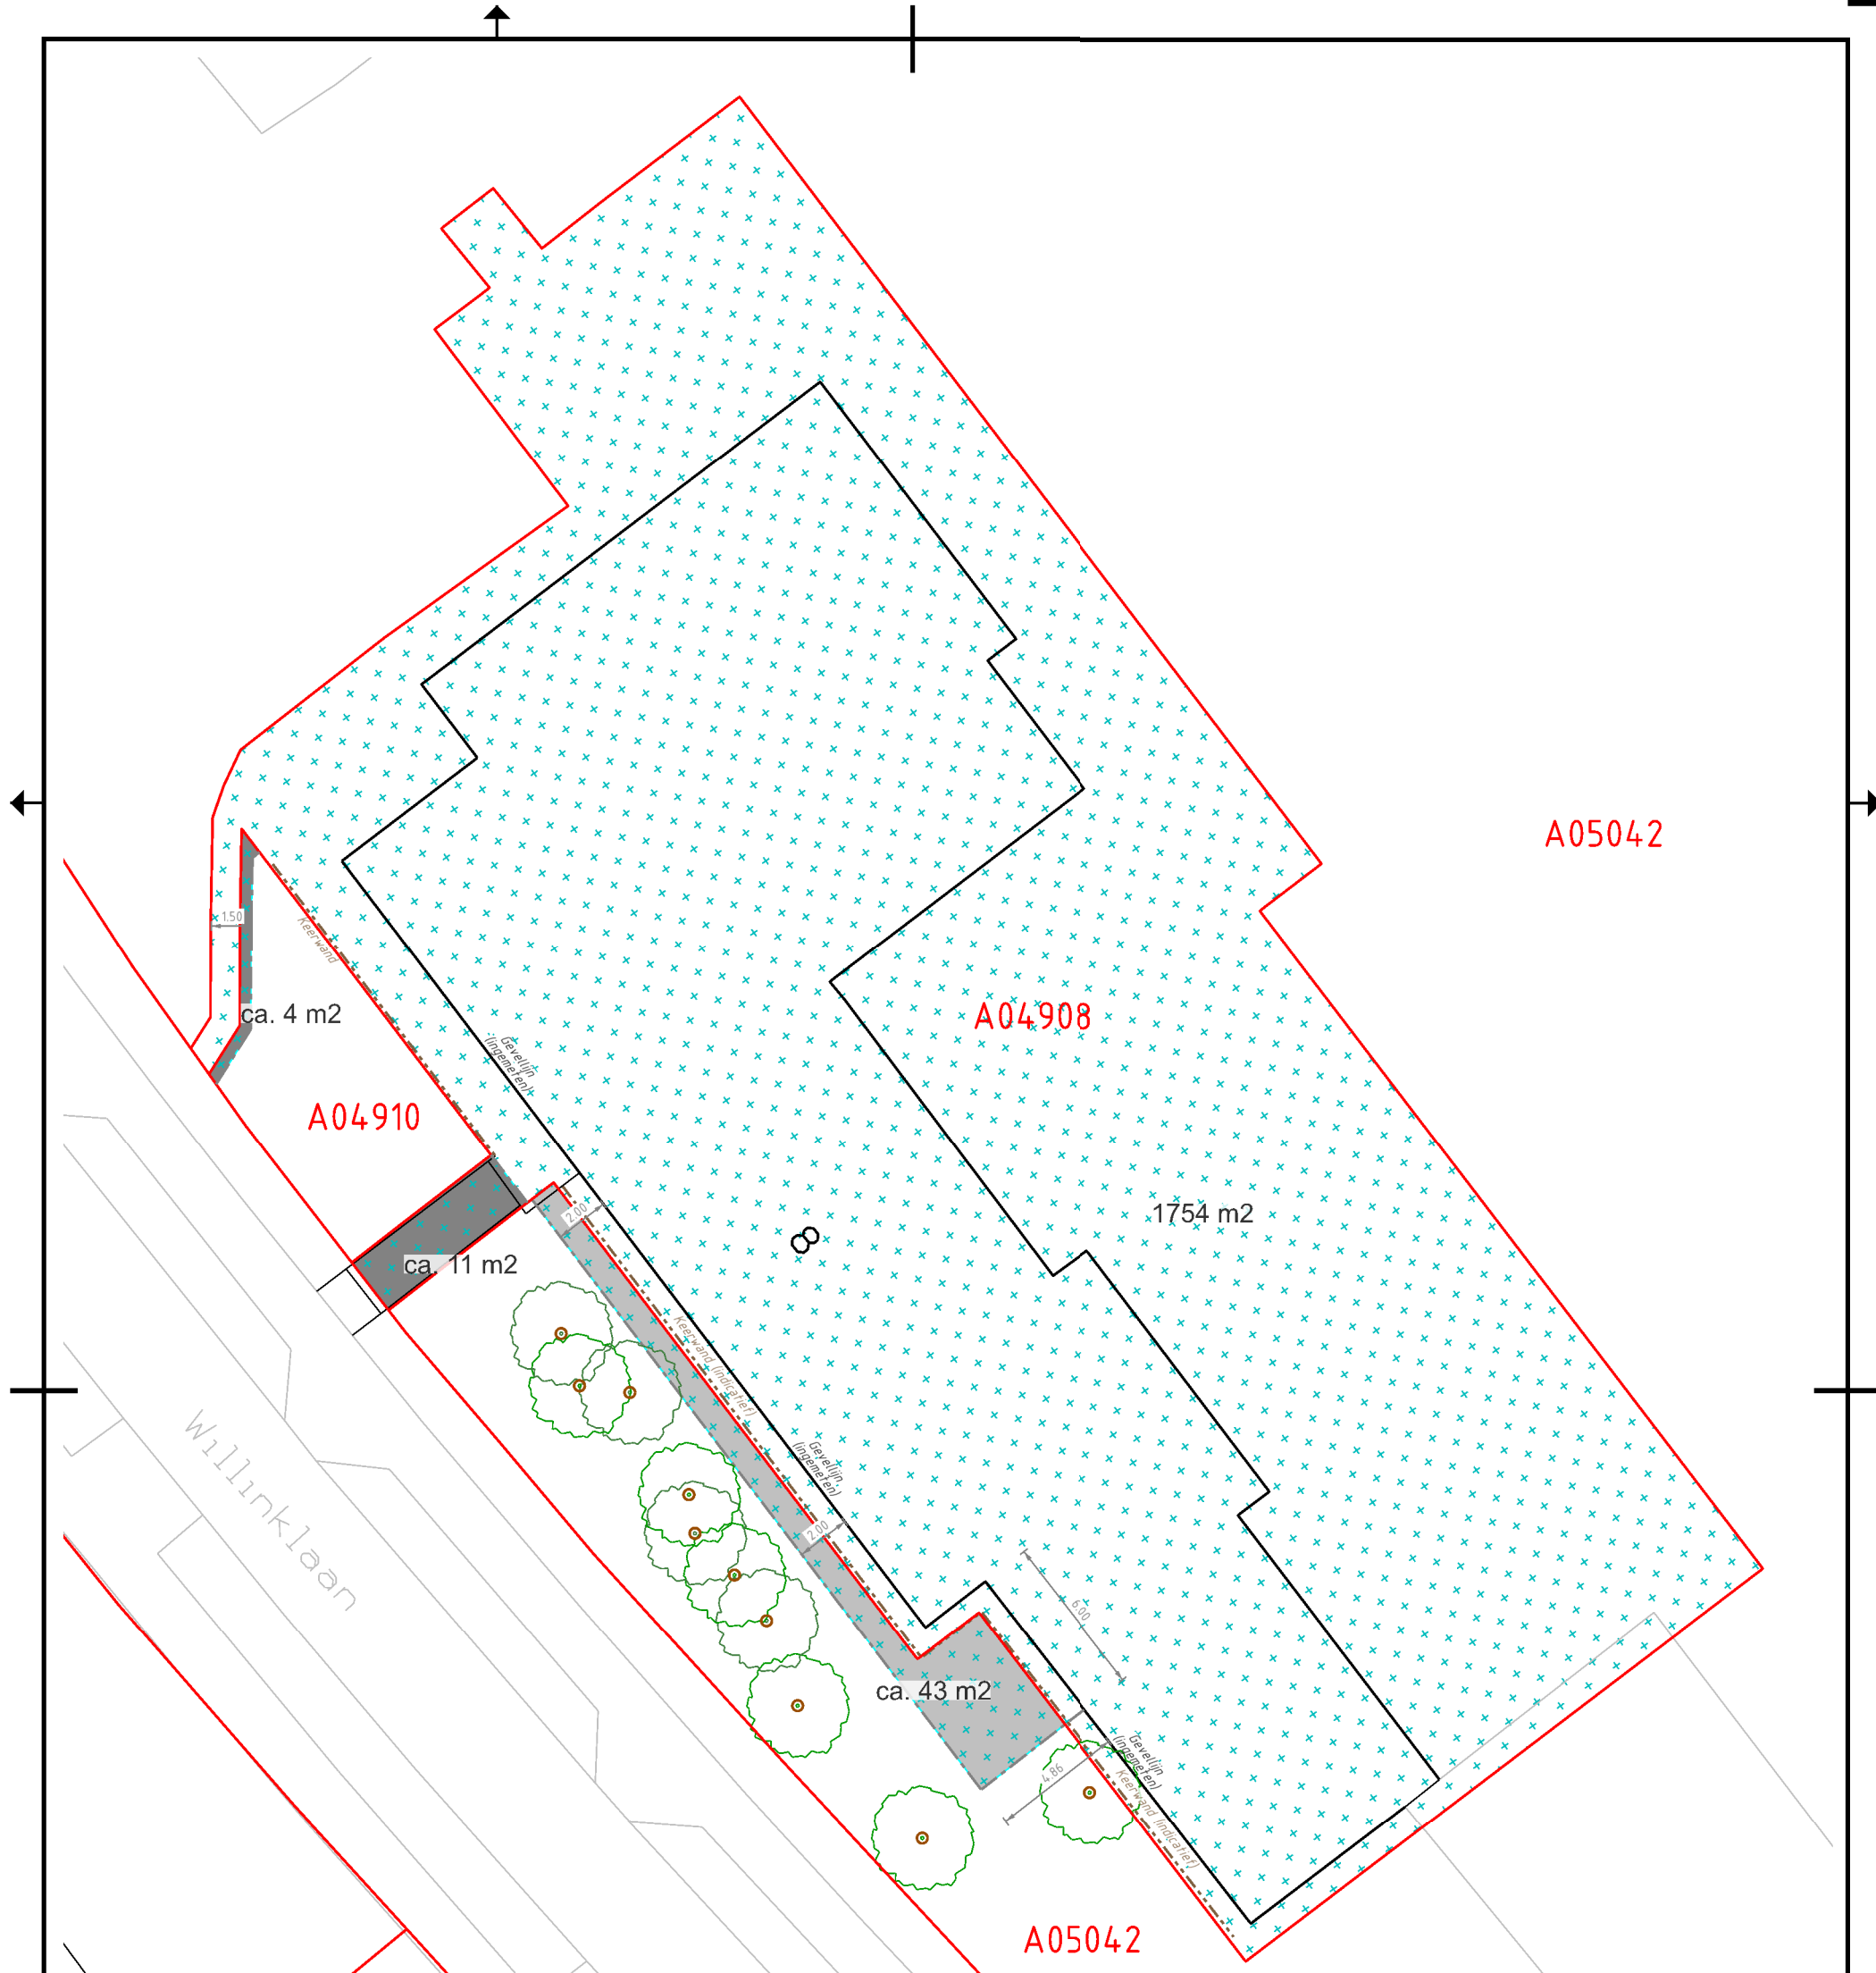 A05042
1.50
Keerwand
ca. 4 m2
A04908
Gevellijn
(ingemeten)
A04910
1754 m2
2.00
ca. 11 m2
Keerwand (indicatief)
Willinklaan
Gevellijn
(ingemeten)
2.00
6.00
ca. 43 m2
Gevellijn
(ingemeten)
4.86
Keerwand (indicatief)
A05042